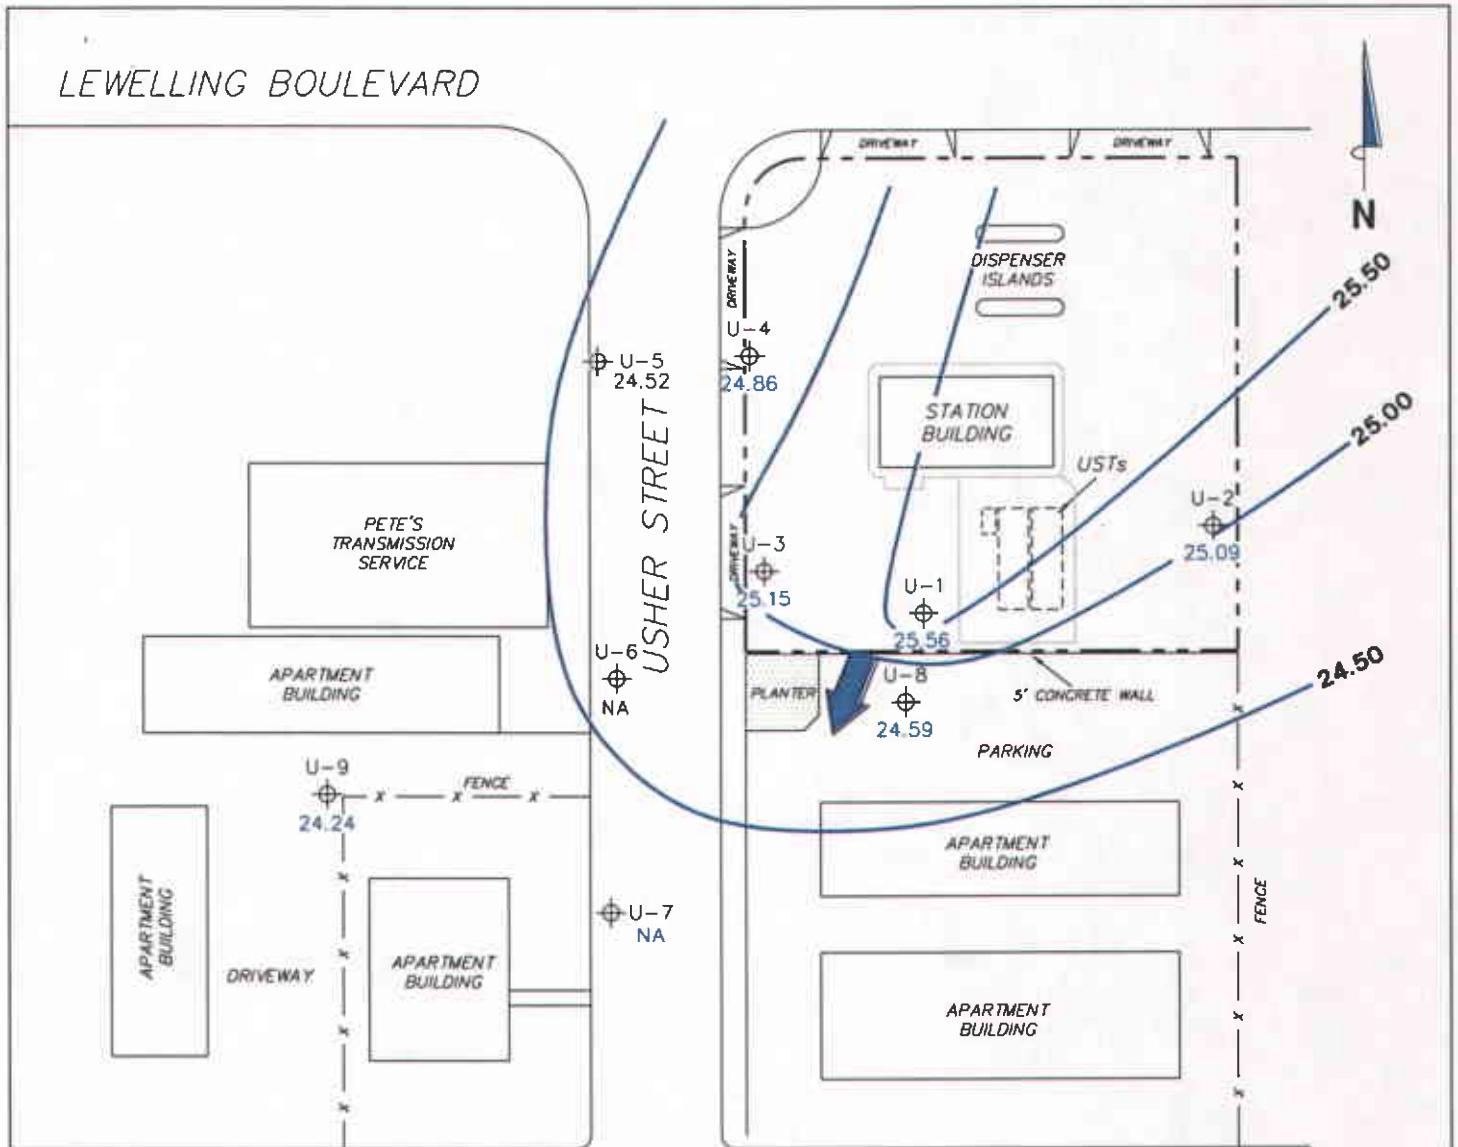 LEWELLING BOULEVARD
DRIVEWAY
DRIVEWAY
N
DISPENSER
ISLANDS
DRIVEWAY
25.50
U-4
24.86
U-5
24.52
STATION
BUILDING
25.00
USTs
USHER STREET
U-2
25.09
PETE'S
TRANSMISSION
SERVICE
DRIVEWAY
U-3
25.15
U-1
25.56
U-6
NA
24.50
APARTMENT
BUILDING
PLANTER
U-8
24.59
5' CONCRETE WALL
PARKING
U-9
24.24
FENCE
X X X
APARTMENT
BUILDING
APARTMENT
BUILDING
U-7
NA
FENCE
DRIVEWAY
APARTMENT
BUILDING
APARTMENT
BUILDING
X
X
X
X
X
X
X
X
X
X